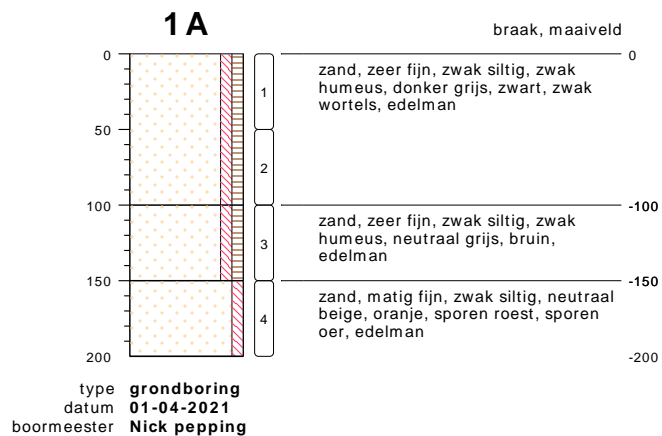 1A
braak, maaiveld
0
0
zand, zeer fijn, zwak siltig, zwak
humeus, donker grijs, zwart, zwak
wortels, edelman
1
50
2
100
-100
zand, zeer fijn, zwak siltig, zwak
humeus, neutraal grijs, bruin,
edelman
3
150
-150
zand, matig fijn, zwak siltig, neutraal
beige, oranje, sporen roest, sporen
oer, edelman
4
200
-200
type grondboring
datum 01-04-2021
boormeester Nick pepping